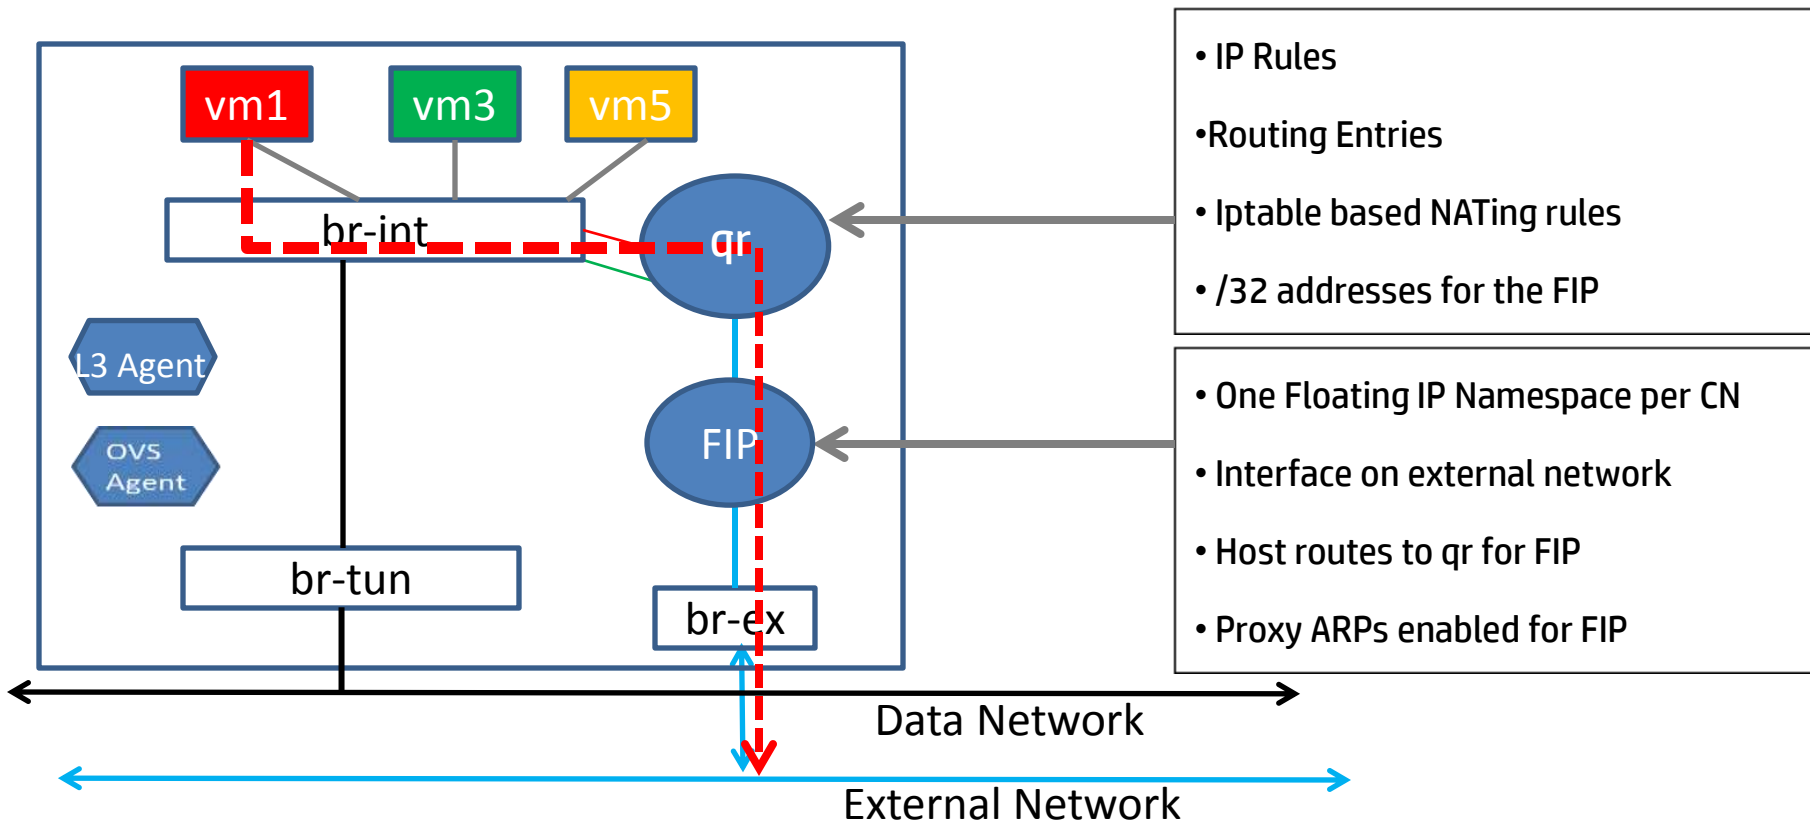 vm1
vm3
vm5
br-int
qr
L3 Agent
FIP
OVS
Agent
br-tun
br-ex
Data Network
External Network
• IP Rules
•Routing Entries
• Iptable based NATing rules
• /32 addresses for the FIP
• One Floating IP Namespace per CN
• Interface on external network
• Host routes to qr for FIP
• Proxy ARPs enabled for FIP